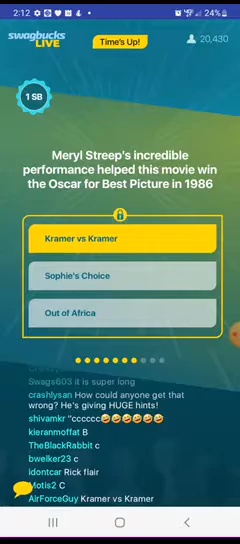 2:12
24%
swagbucks
LIVE
Time's Up!
20,430
1 SB
Meryl Streep's incredible
performance helped this movie win
the Oscar for Best Picture in 1986
Kramer vs Kramer
Sophie's Choice
Out of Africa
Swags603 it is super long
crashlysan How could anyone get that
wrong? He's giving HUGE hints!
shivamkr "cccccc🤣🤣🤣🤣🤣🤣
kieranmoffat B
TheBlackRabbit c
bwelker23 c
idontcar Rick flair
Motis2 C
AirForceGuy Kramer vs Kramer